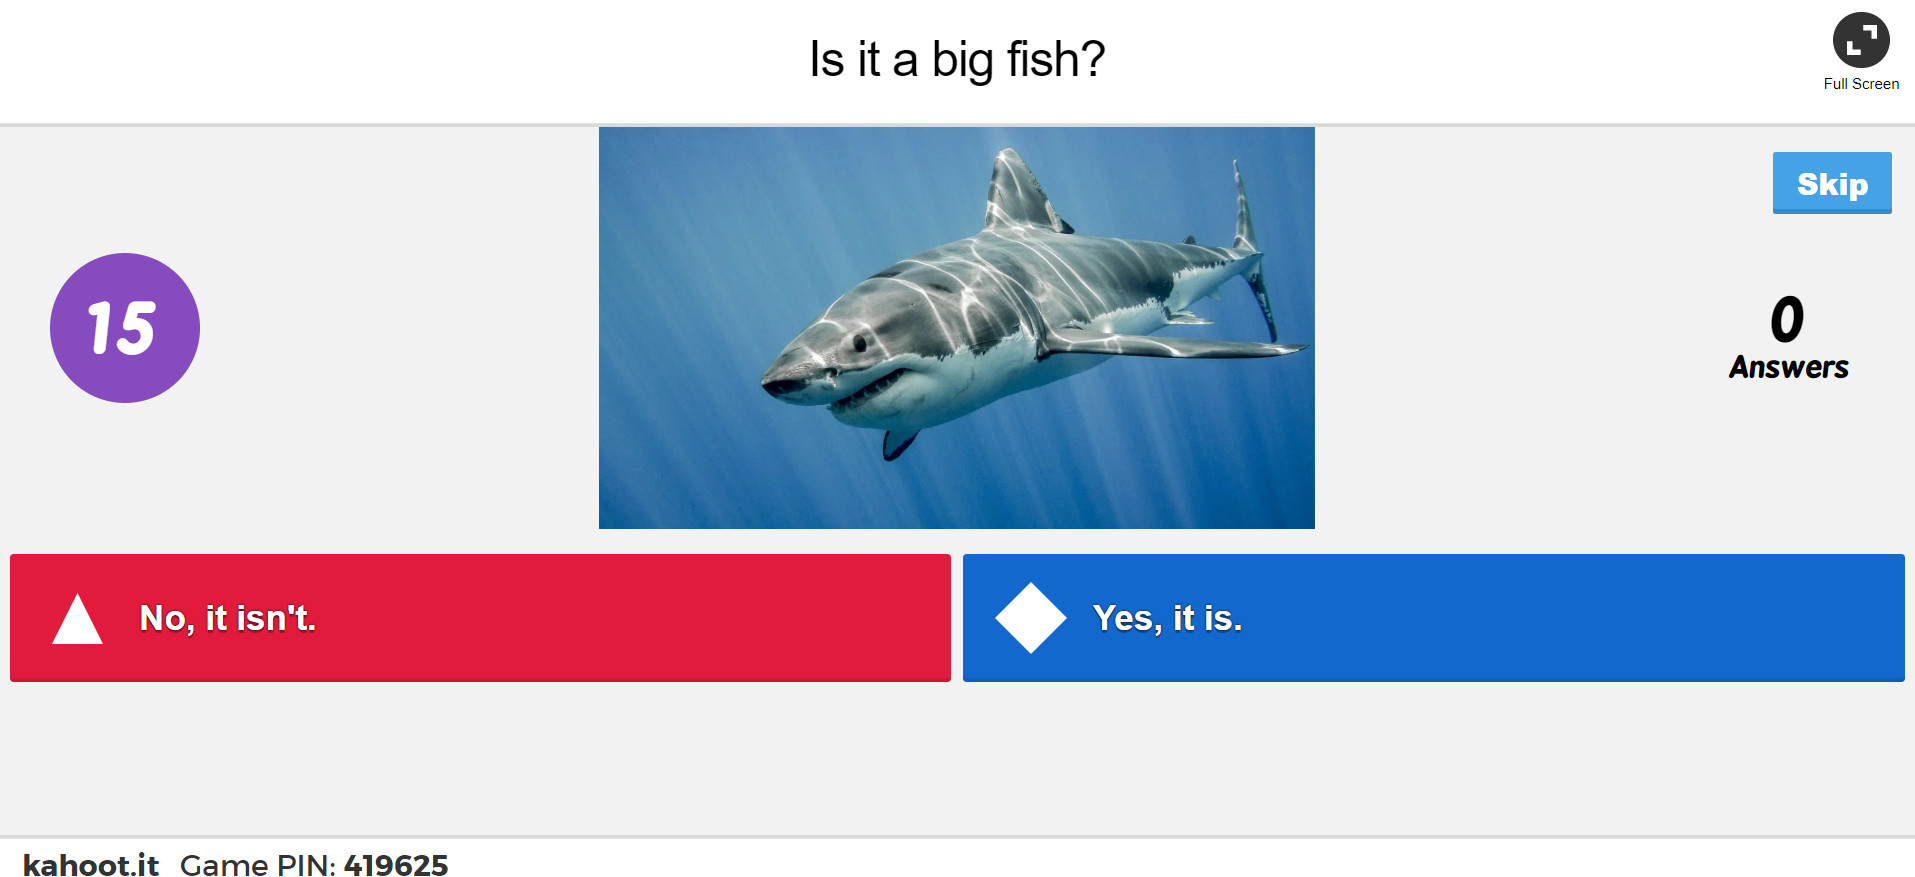 Is it a big fish?
Full Screen
Skip
15
0
Answers
No, it isn't.
Yes, it is.
kahoot.it Game PIN: 419625